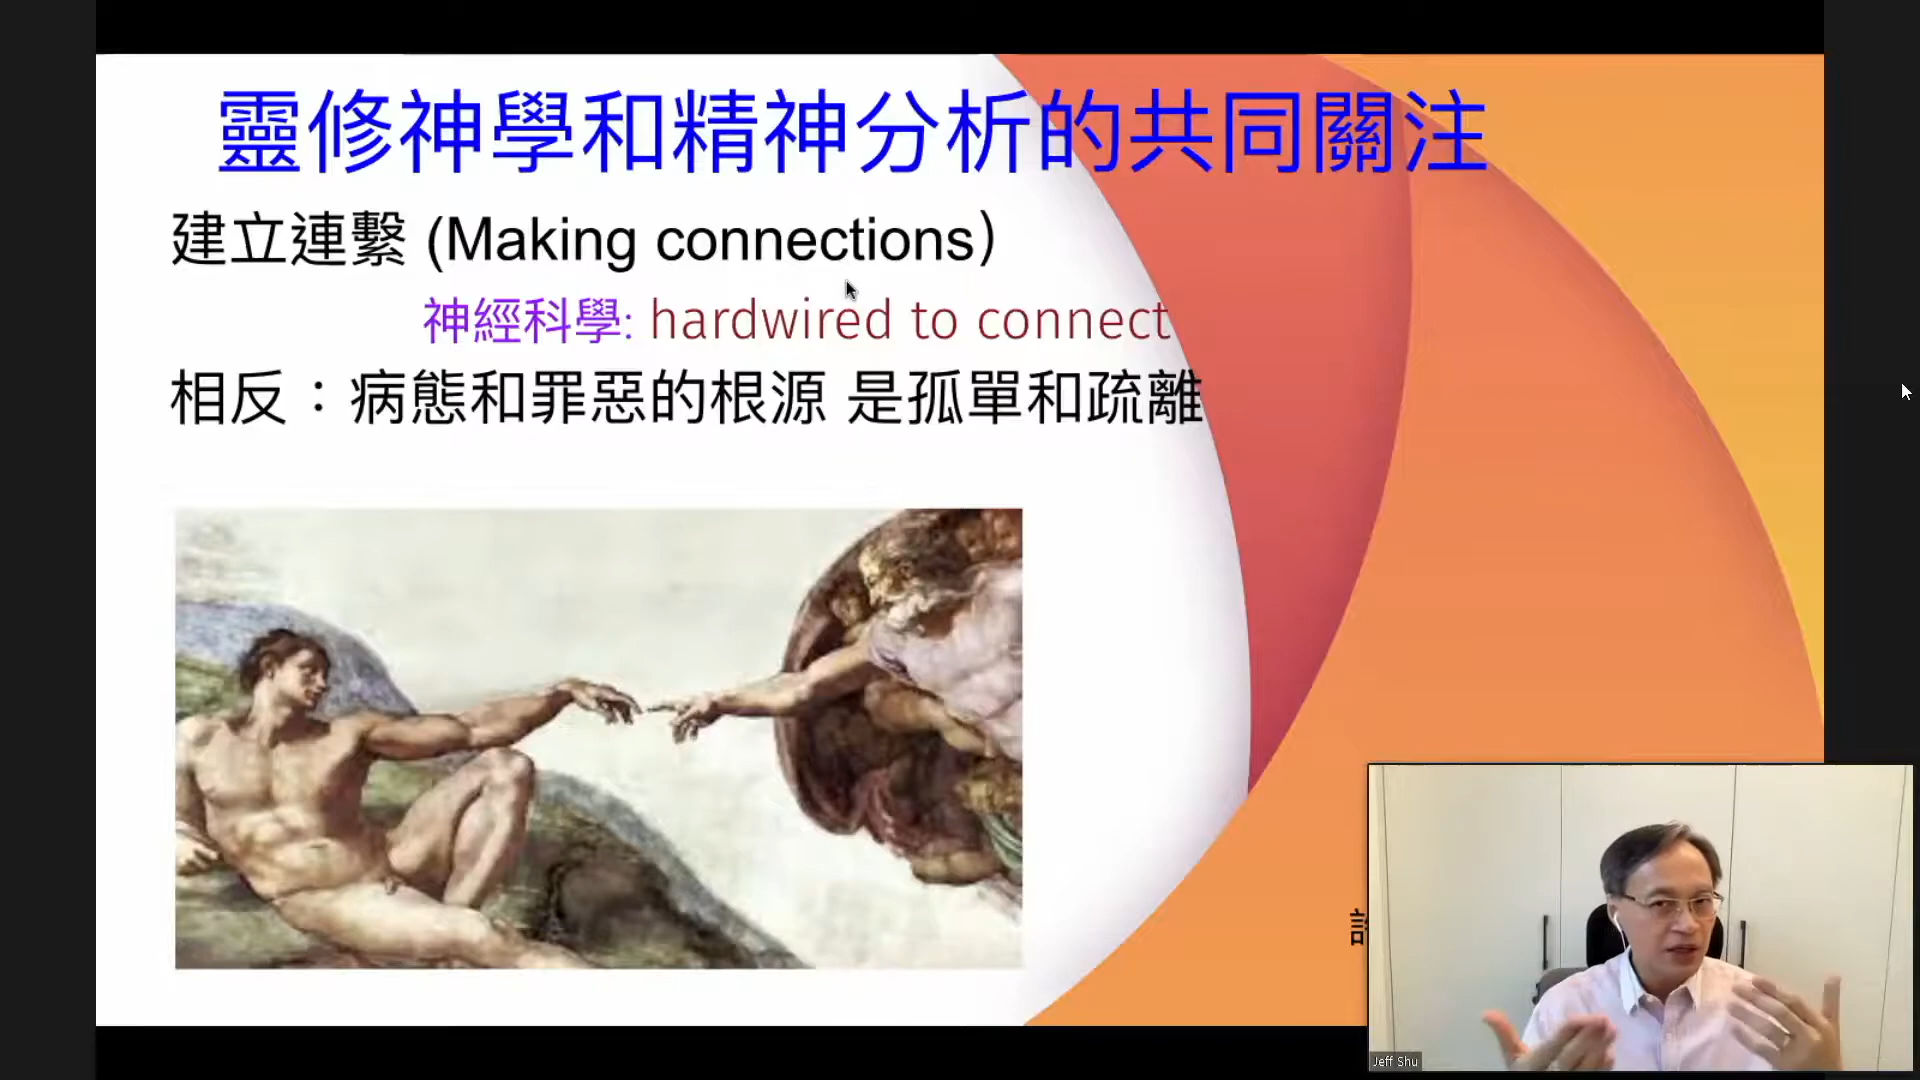 靈修神學和精神分析的共同關注
建立連繫 (Making connections）
神經科學: hardwired to connect
相反：病態和罪惡的根源 是孤單和疏離
Jeff Shu